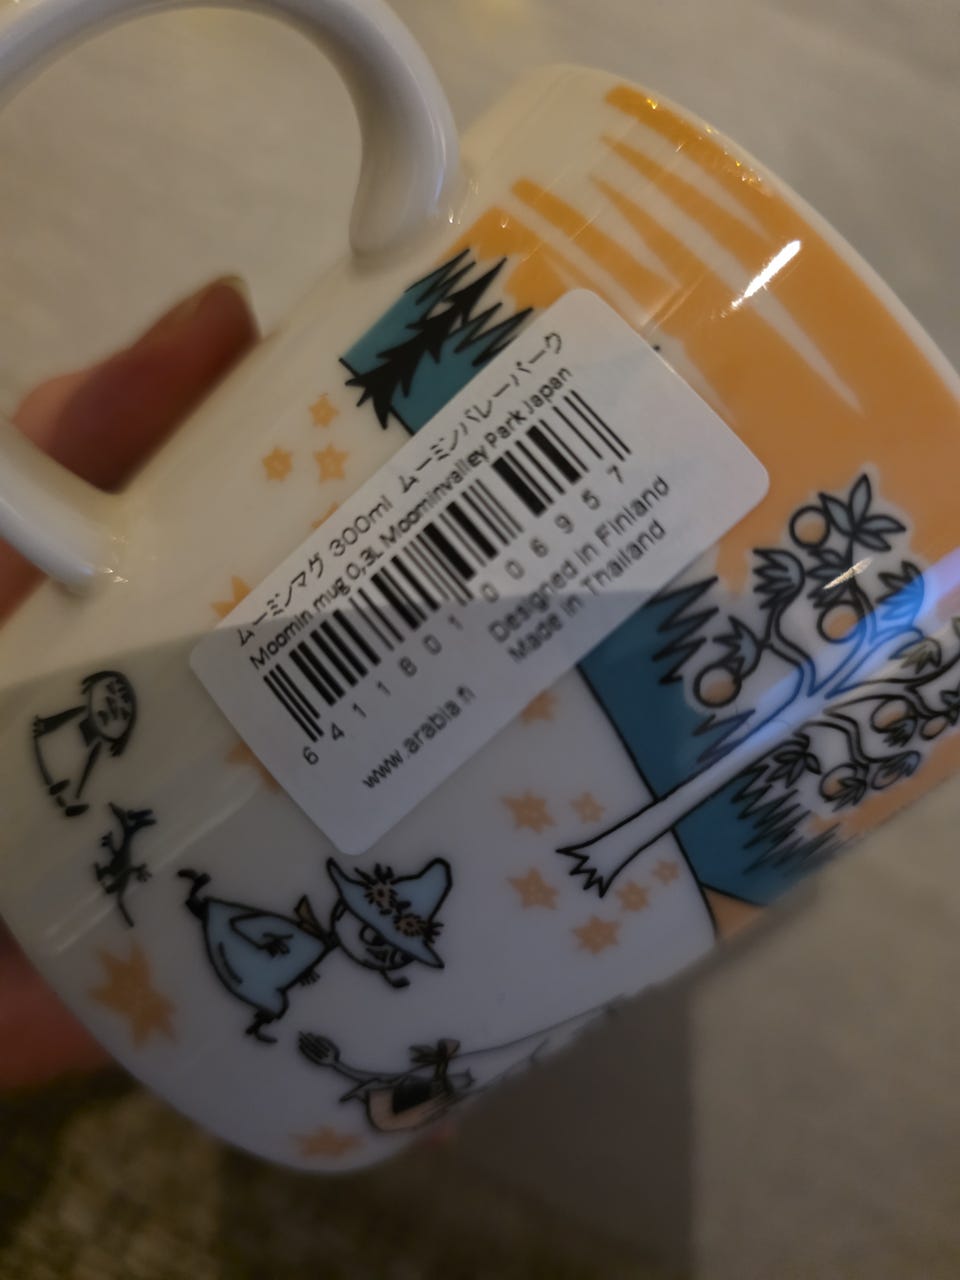 ムーミンマグ 300ml ムーミンバレーパーク
Moomin mug 0,3L Moominvalley Park Japan
6 411801 006957
Designed in Finland
Made in Thailand
www.arabia.fi